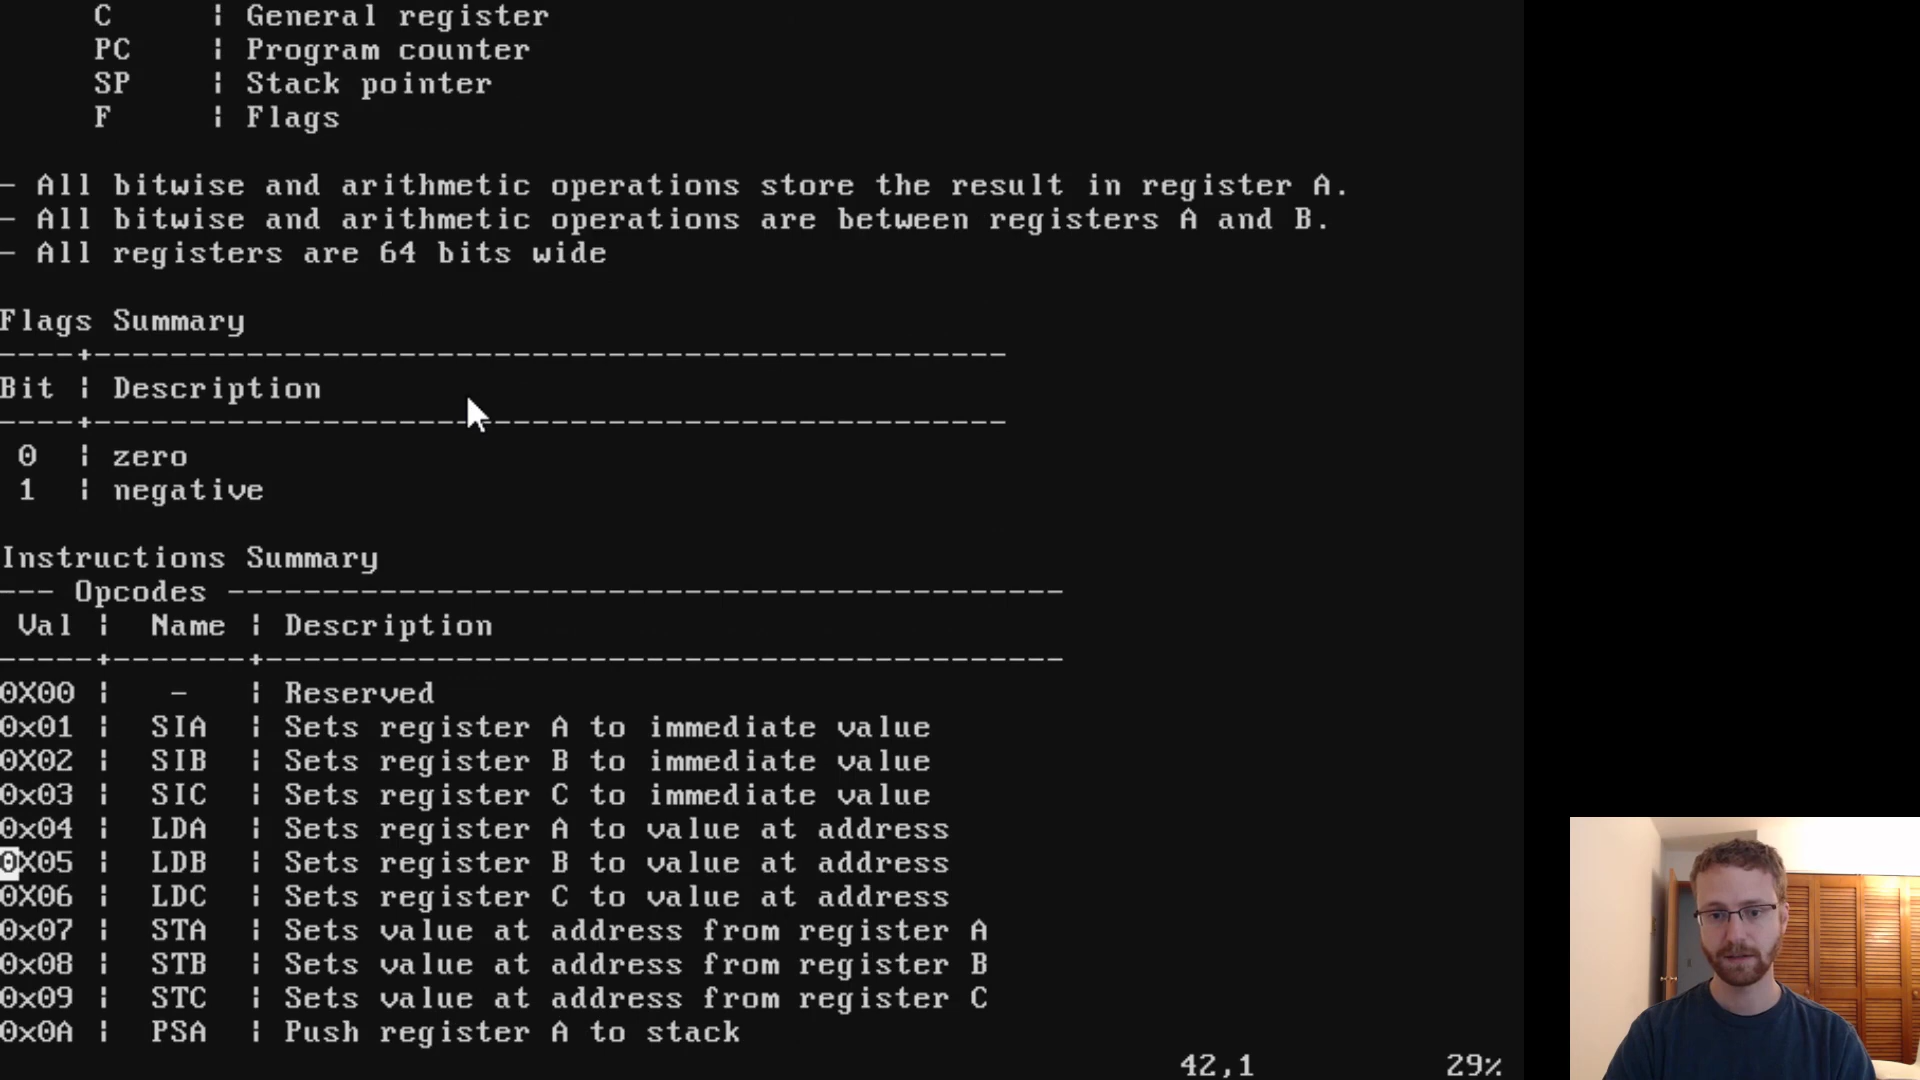 C | General register
PC | Program counter
SP | Stack pointer
F | Flags
- All bitwise and arithmetic operations store the result in register A.
- All bitwise and arithmetic operations are between registers A and B.
- All registers are 64 bits wide
Flags Summary
----+------------------------------------------------
Bit | Description
----+------------------------------------------------
0 | zero
1 | negative
Instructions Summary
--- Opcodes --------------------------------------------
Val | Name | Description
-----+-------+------------------------------------------
0X00 | - | Reserved
0x01 | SIA | Sets register A to immediate value
0X02 | SIB | Sets register B to immediate value
0x03 | SIC | Sets register C to immediate value
0x04 | LDA | Sets register A to value at address
0X05 | LDB | Sets register B to value at address
0X06 | LDC | Sets register C to value at address
0x07 | STA | Sets value at address from register A
0x08 | STB | Sets value at address from register B
0x09 | STC | Sets value at address from register C
0x0A | PSA | Push register A to stack
42,1 29%